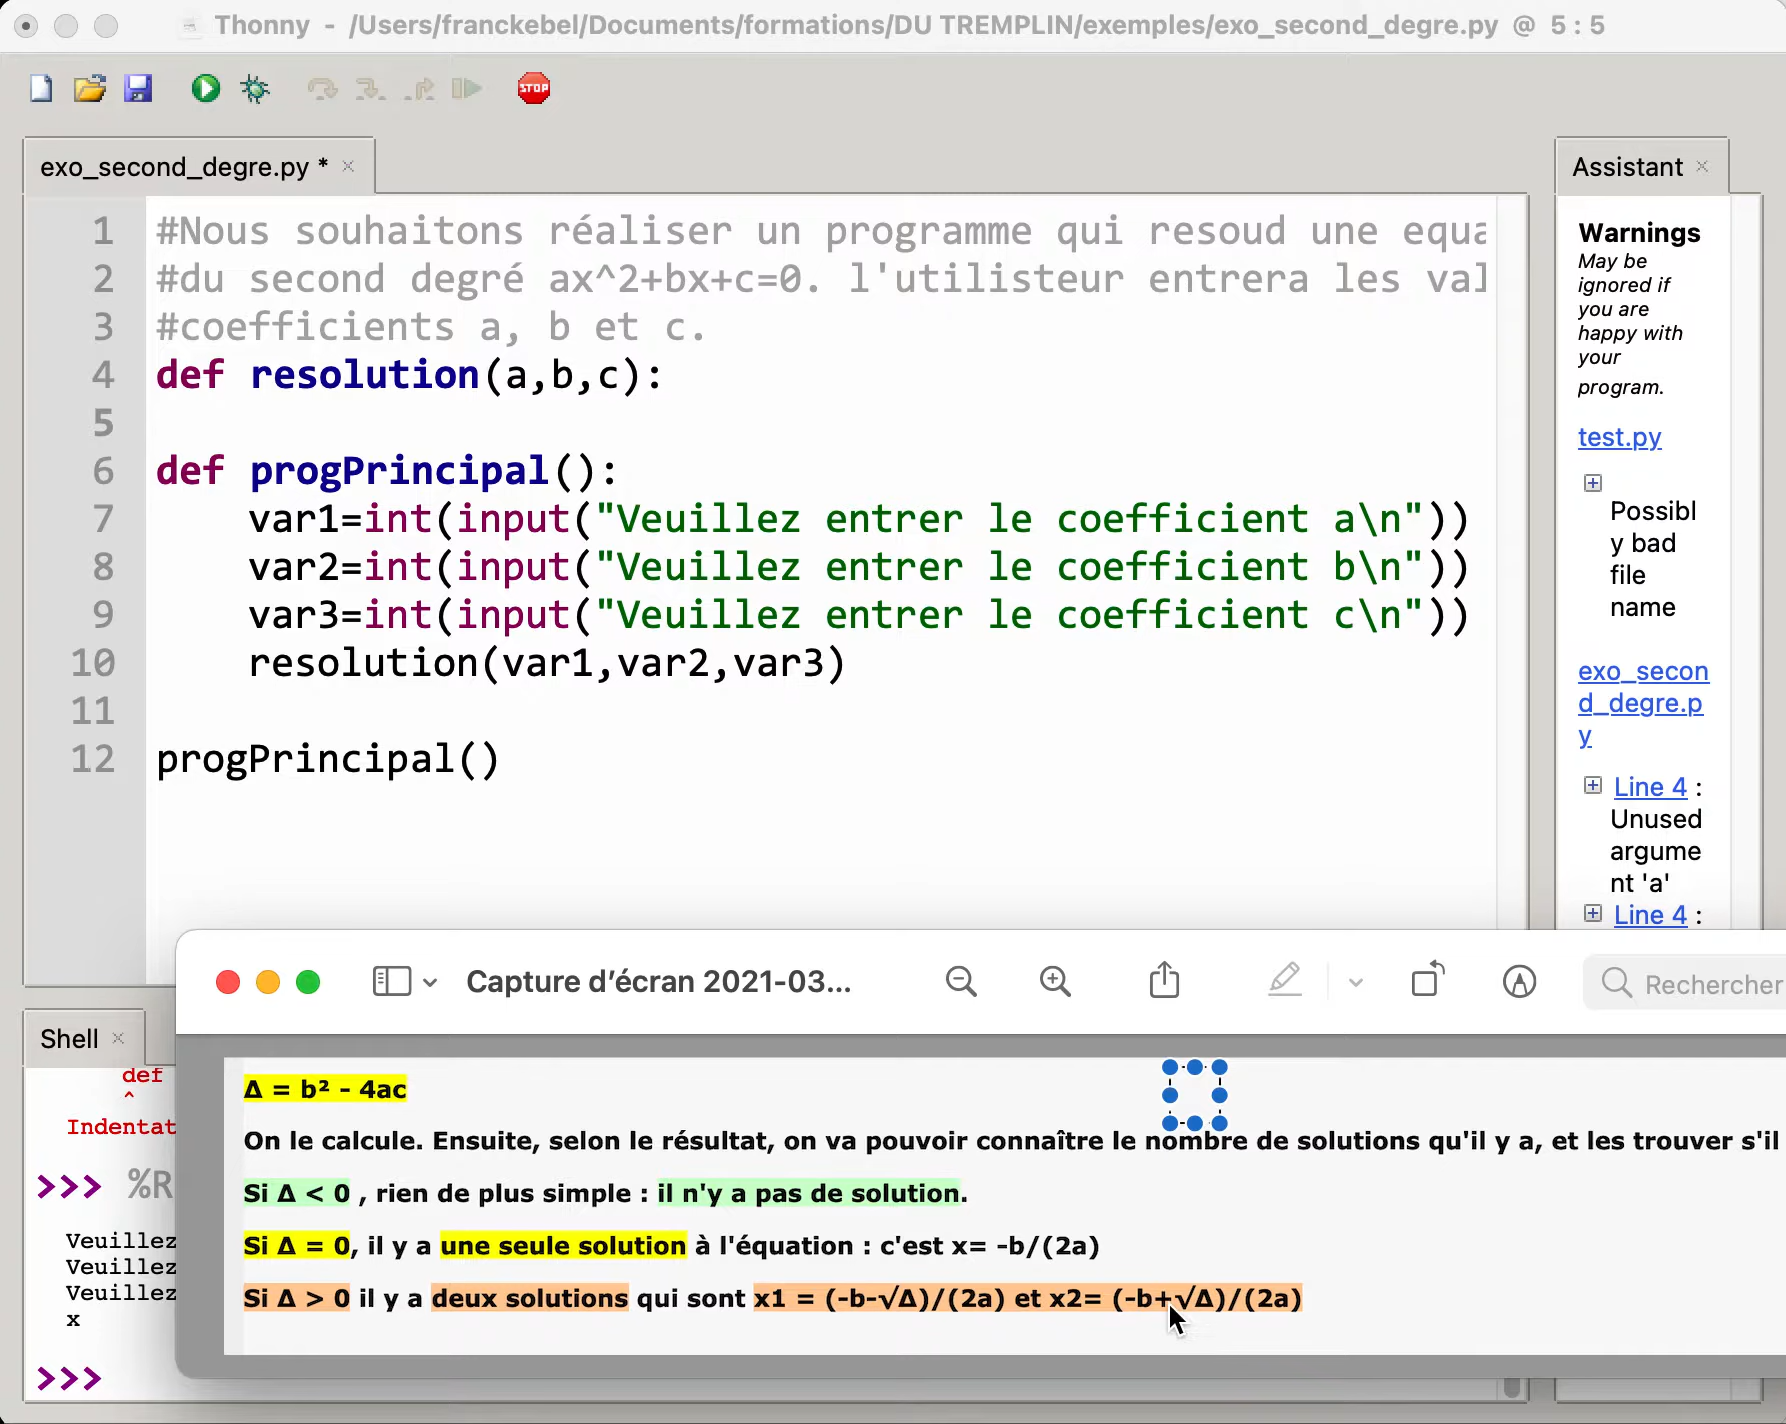 Thonny - /Users/franckebel/Documents/formations/DU TREMPLIN/exemples/exo_second_degre.py @ 5 : 5
STOP
exo_second_degre.py *
1 #Nous souhaitons réaliser un programme qui resoud une
2 #du second degré ax^2+bx+c=0. l'utilisteur entrera les
3 #coefficients a, b et c.
4 def resolution(a,b,c):
5
6 def progPrincipal():
7 var1=int(input("Veuillez entrer le coefficient a\n"))
8 var2=int(input("Veuillez entrer le coefficient b\n"))
9 var3=int(input("Veuillez entrer le coefficient c\n"))
10 resolution(var1,var2,var3)
11
12 progPrincipal()
Assistant
Warnings
May be
ignored if
you are
happy with
your
program.
test.py
Possibl
y bad
file
name
exo_secon
d_degre.p
y
Line 4 :
Unused
argume
nt 'a'
Line 4 :
Capture d'écran 2021-03...
Rechercher
Δ = b² - 4ac
On le calcule. Ensuite, selon le résultat, on va pouvoir connaître le nombre de solutions qu'il y a, et les trouver s'il
Si Δ < 0 , rien de plus simple : il n'y a pas de solution.
Si Δ = 0, il y a une seule solution à l'équation : c'est x= -b/(2a)
Si Δ > 0 il y a deux solutions qui sont x1 = (-b-√Δ)/(2a) et x2= (-b+√Δ)/(2a)
Shell
def
^
Indentat
>>> %R
Veuillez
Veuillez
Veuillez
x
>>>